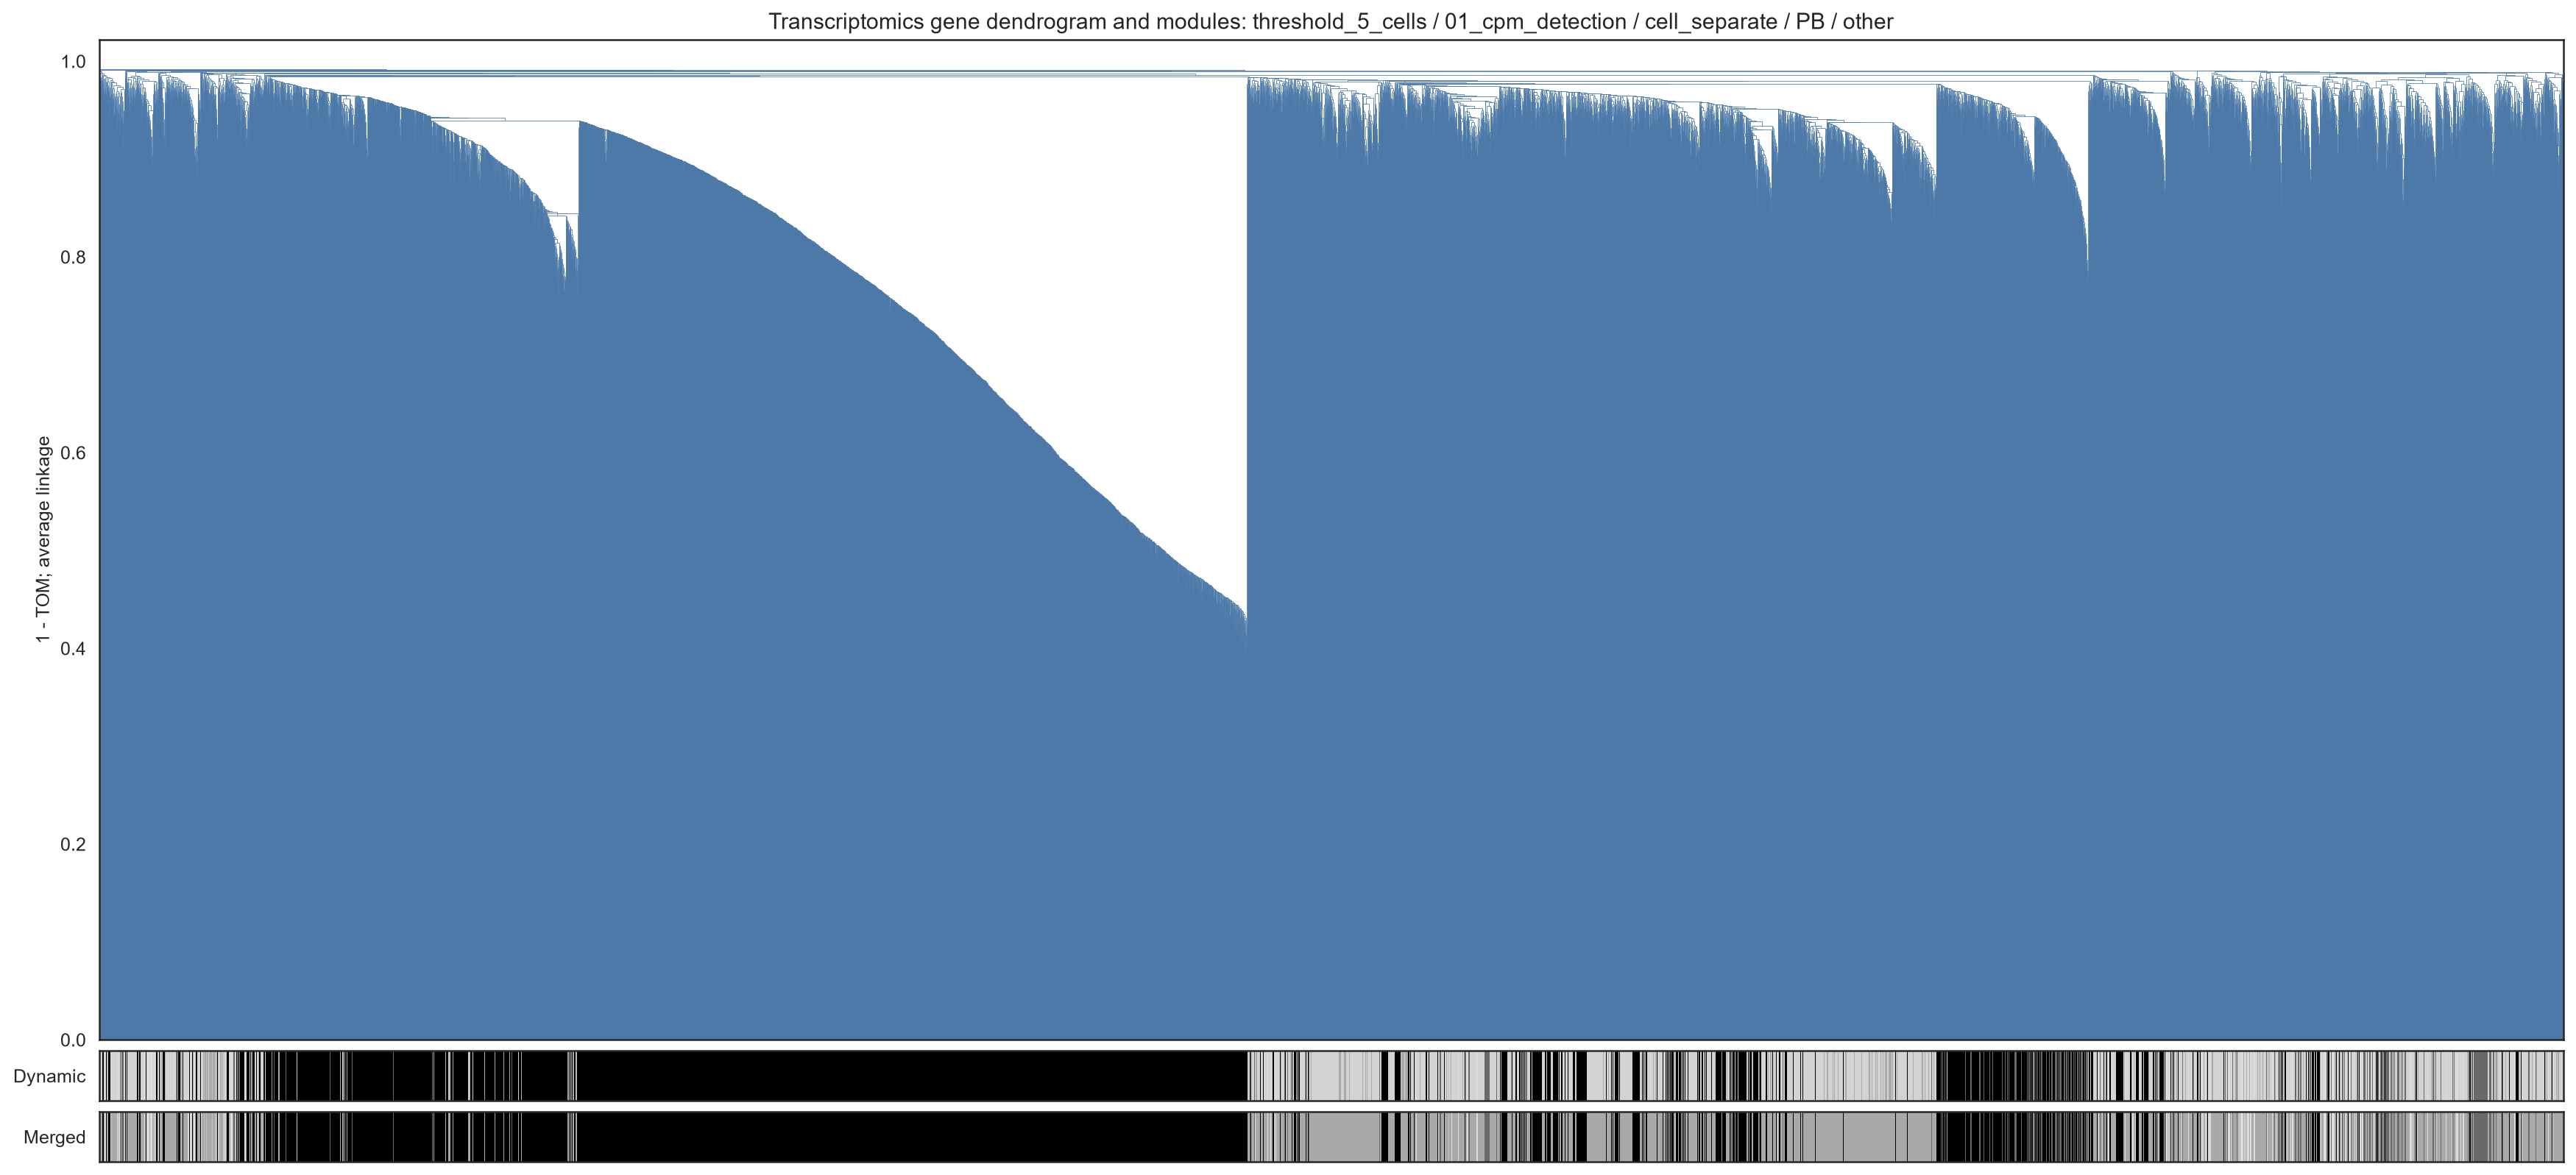 Transcriptomics gene dendrogram and modules: threshold_5_cells / 01_cpm_detection / cell_separate / PB / other
1.0
0.8
0.6
0.4
0.2
0.0
1 - TOM; average linkage
Dynamic
Merged